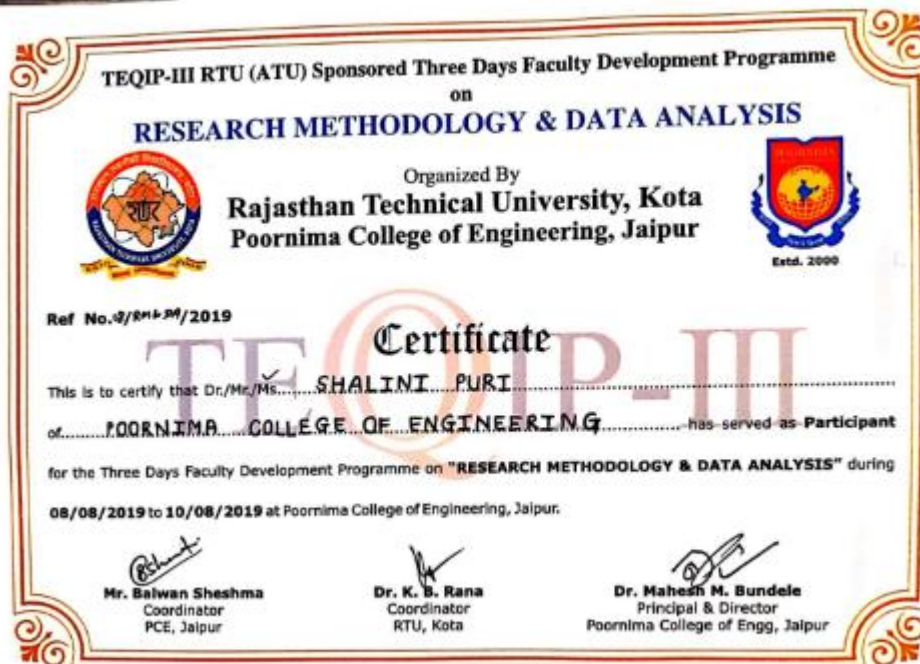 TEQIP-III RTU (ATU) Sponsored Three Days Faculty Development Programme
on
RESEARCH METHODOLOGY & DATA ANALYSIS
Organized By
Rajasthan Technical University, Kota
Poornima College of Engineering, Jaipur
Estd. 2000
Ref No. /2019
TEQIP-III
Certificate
This is to certify that Dr./Mr./Ms. SHALINI PURI
of POORNIMA COLLEGE OF ENGINEERING has served as Participant
for the Three Days Faculty Development Programme on "RESEARCH METHODOLOGY & DATA ANALYSIS" during
08/08/2019 to 10/08/2019 at Poornima College of Engineering, Jaipur.
Mr. Balwan Sheshma
Coordinator
PCE, Jaipur
Dr. K. B. Rana
Coordinator
RTU, Kota
Dr. Mahesh M. Bundele
Principal & Director
Poornima College of Engg, Jaipur